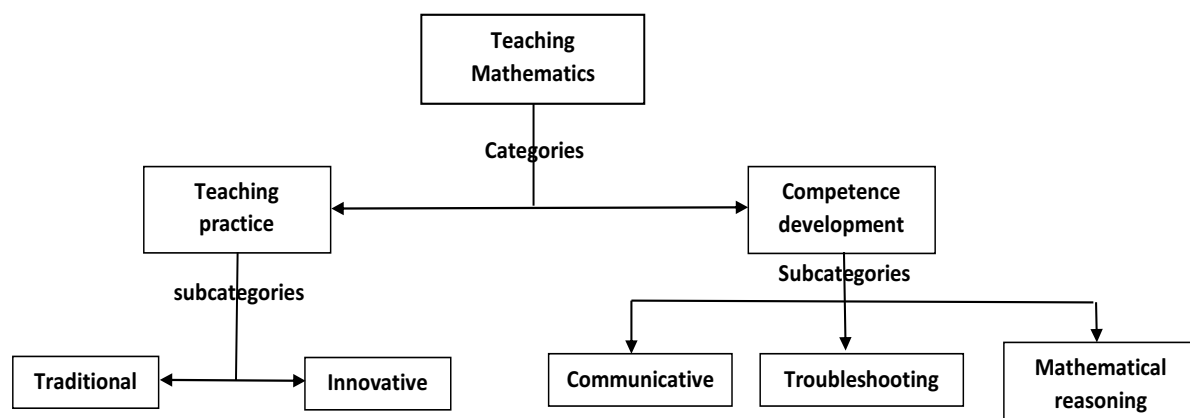 Teaching
Mathematics
Categories
Teaching
practice
Competence
development
subcategories
Subcategories
Traditional
Innovative
Communicative
Troubleshooting
Mathematical
reasoning